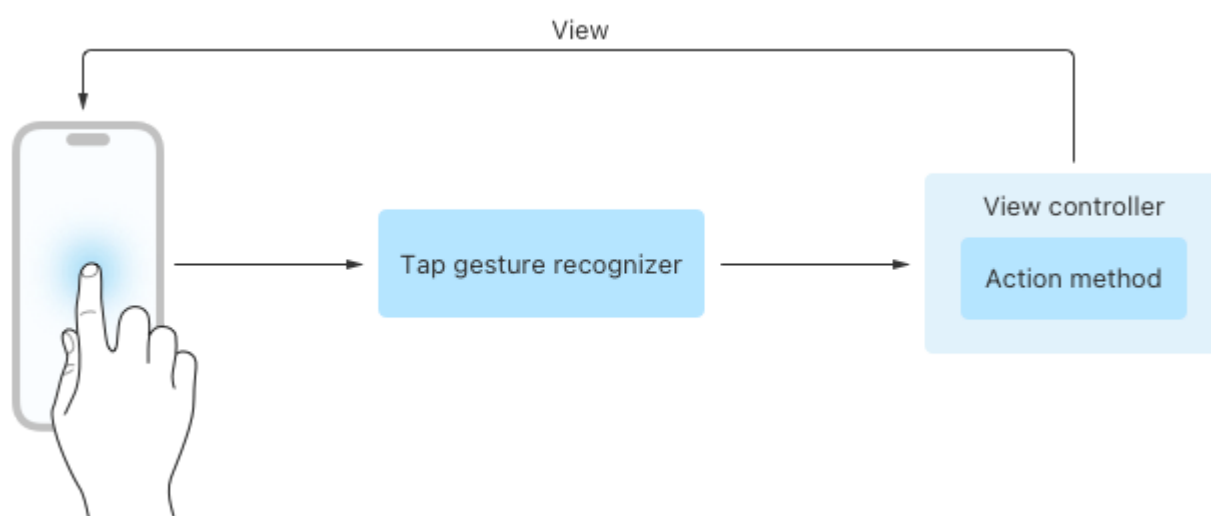 View
Tap gesture recognizer
View controller
Action method